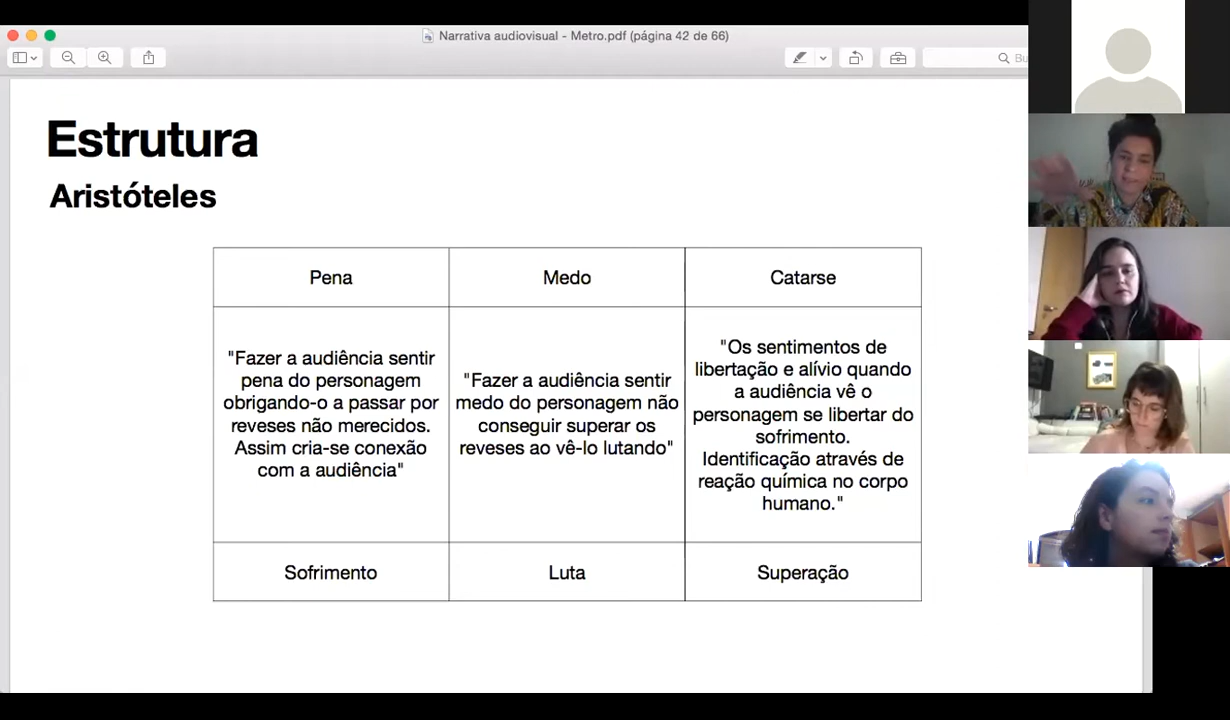 Narrativa audiovisual - Metro.pdf (página 42 de 66)
Estrutura
Aristóteles
Pena
Medo
Catarse
"Fazer a audiência sentir
pena do personagem
obrigando-o a passar por
reveses não merecidos.
Assim cria-se conexão
com a audiência"
"Fazer a audiência sentir
medo do personagem não
conseguir superar os
reveses ao vê-lo lutando"
"Os sentimentos de
libertação e alívio quando
a audiência vê o
personagem se libertar do
sofrimento.
Identificação através de
reação química no corpo
humano."
Sofrimento
Luta
Superação